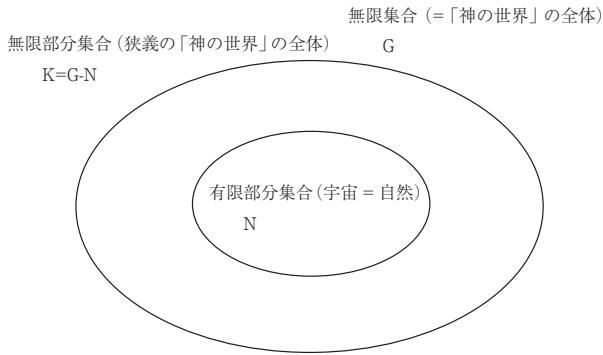 無限集合（=「神の世界」の全体）
G
無限部分集合（狭義の「神の世界」の全体）
K=G-N
有限部分集合（宇宙 = 自然）
N